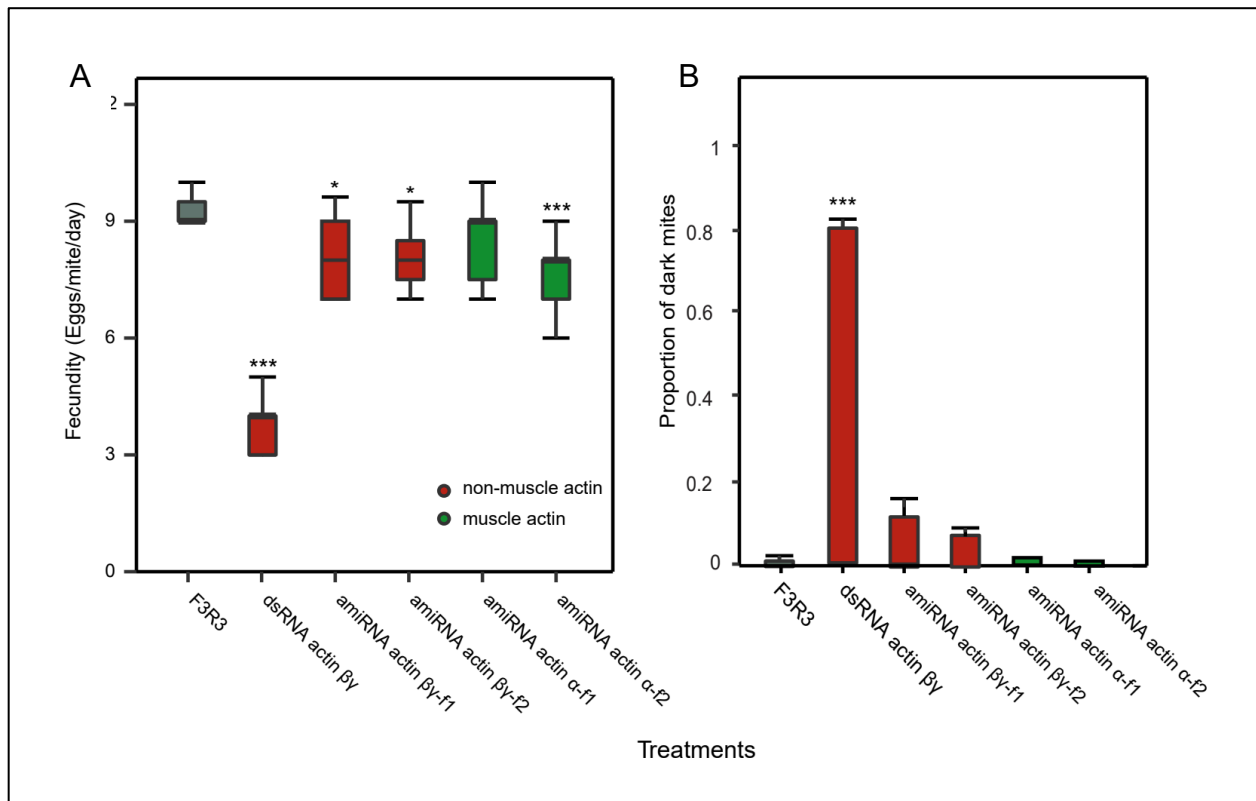 A
Fecundity (Eggs/mite/day)
2
9
6
3
0
***
*
*
***
non-muscle actin
muscle actin
F3R3
dsRNA actin βγ
amiRNA actin βγ-f1
amiRNA actin βγ-f2
amiRNA actin α-f1
amiRNA actin α-f2
B
Proportion of dark mites
1
0.8
0.6
0.4
0.2
0
***
F3R3
dsRNA actin βγ
amiRNA actin βγ-f1
amiRNA actin βγ-f2
amiRNA actin α-f1
amiRNA actin α-f2
Treatments